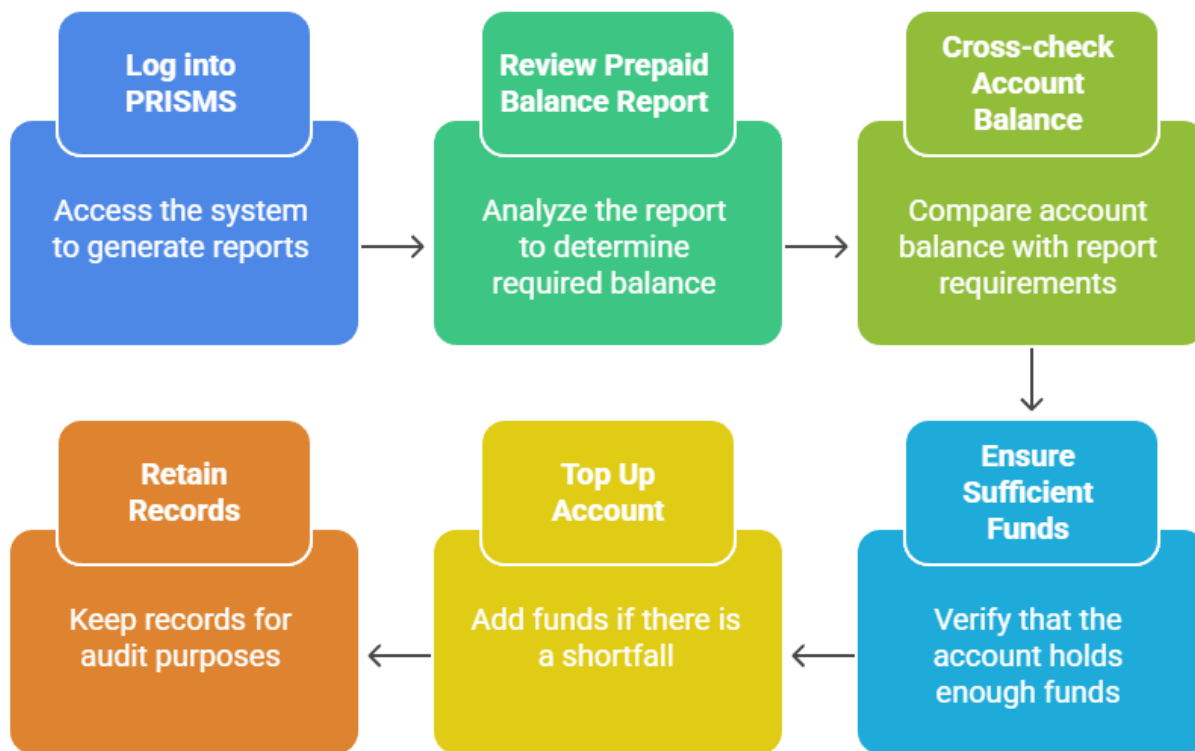 Log into
PRISMS
Access the system
to generate reports
Review Prepaid
Balance Report
Analyze the report
to determine
required balance
Cross-check
Account
Balance
Compare account
balance with report
requirements
Ensure
Sufficient
Funds
Verify that the
account holds
enough funds
Top Up
Account
Add funds if there is
a shortfall
Retain
Records
Keep records for
audit purposes